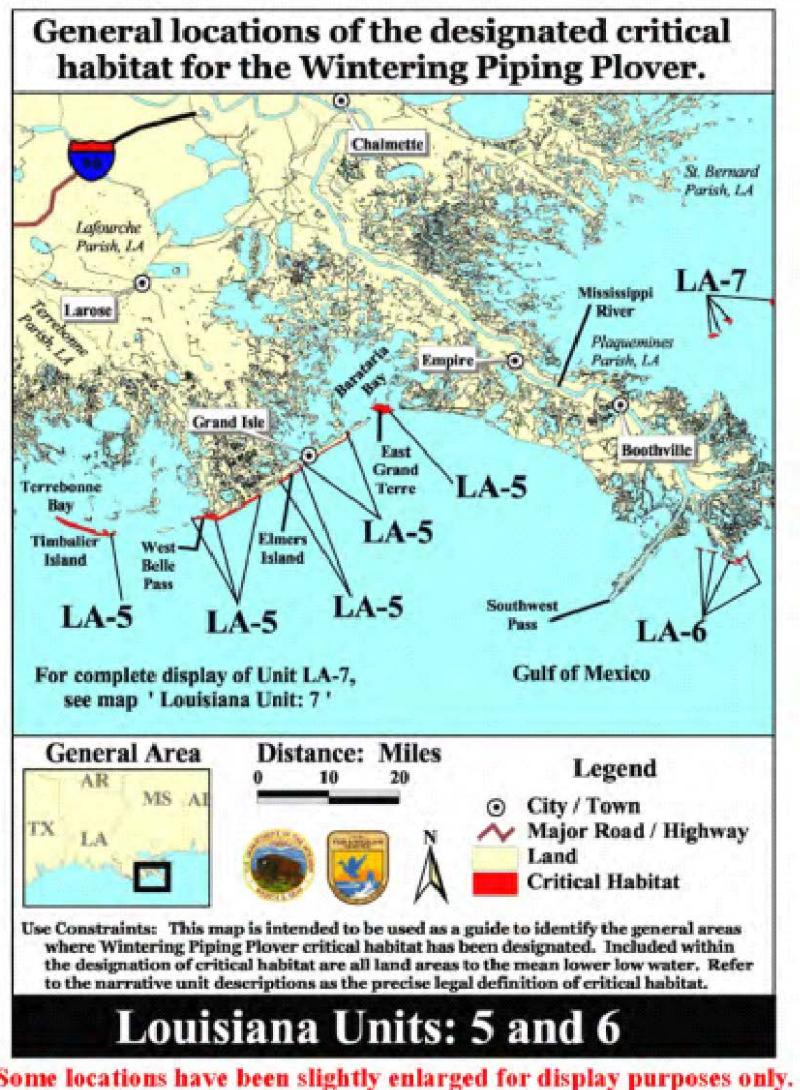 General locations of the designated critical
habitat for the Wintering Piping Plover.
Chalmette
St. Bernard
Parish, LA
Lafourche
Parish, LA
LA-7
Larose
Mississippi
River
Terrebonne
Parish, LA
Plaquemines
Parish, LA
Barataria
Bay
Empire
Grand Isle
East
Grand
Terre
Boothville
LA-5
Terrebonne
Bay
LA-5
Timbalier
Island
West
Belle
Pass
Elmers
Island
LA-5
LA-5
LA-5
Southwest
Pass
LA-6
For complete display of Unit LA-7,
see map ' Louisiana Unit: 7 '
Gulf of Mexico
General Area
AR
MS
AL
TX
LA
Distance: Miles
0 10 20
N
Legend
City / Town
Major Road / Highway
Land
Critical Habitat
Use Constraints: This map is intended to be used as a guide to identify the general areas
where Wintering Piping Plover critical habitat has been designated. Included within
the designation of critical habitat are all land areas to the mean lower low water. Refer
to the narrative unit descriptions as the precise legal definition of critical habitat.
Louisiana Units: 5 and 6
Some locations have been slightly enlarged for display purposes only.